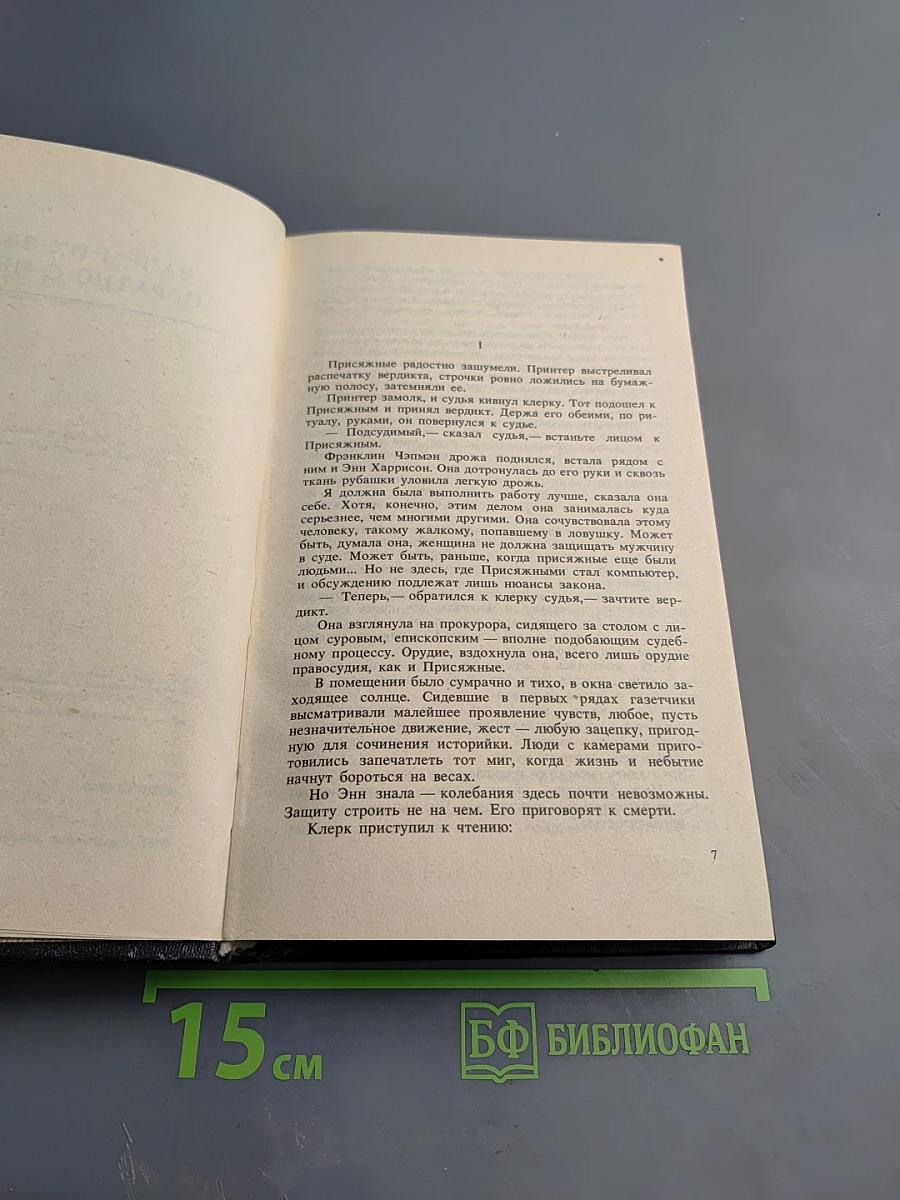 I
Присяжные радостно зашумели. Принтер выстреливал
распечатку вердикта, строчки ровно ложились на бумаж-
ную полосу, затемняли ее.
Принтер замолк, и судья кивнул клерку. Тот подошел к
Присяжным и принял вердикт. Держа его обеими, по ри-
туалу, руками, он повернулся к судье.
— Подсудимый,— сказал судья,— встаньте лицом к
Присяжным.
Фрэнклин Чэпмэн дрожа поднялся, встала рядом с
ним и Энн Харрисон. Она дотронулась до его руки и сквозь
ткань рубашки уловила легкую дрожь.
Я должна была выполнить работу лучше, сказала она
себе. Хотя, конечно, этим делом она занималась куда
серьезнее, чем многими другими. Она сочувствовала этому
человеку, такому жалкому, попавшему в ловушку. Может
быть, думала она, женщина не должна защищать мужчину
в суде. Может быть, раньше, когда присяжные еще были
людьми... Но не здесь, где Присяжными стал компьютер,
и обсуждению подлежат лишь нюансы закона.
— Теперь,— обратился к клерку судья,— зачтите вер-
дикт.
Она взглянула на прокурора, сидящего за столом с ли-
цом суровым, епископским — вполне подобающим судеб-
ному процессу. Орудие, вздохнула она, всего лишь орудие
правосудия, как и Присяжные.
В помещении было сумрачно и тихо, в окна светило за-
ходящее солнце. Сидевшие в первых рядах газетчики
высматривали малейшее проявление чувств, любое, пусть
незначительное движение, жест — любую зацепку, пригод-
ную для сочинения историйки. Люди с камерами приго-
товились запечатлеть тот миг, когда жизнь и небытие
начнут бороться на весах.
Но Энн знала — колебания здесь почти невозможны.
Защиту строить не на чем. Его приговорят к смерти.
Клерк приступил к чтению:
7
15 см
БФ БИБЛИОФАН